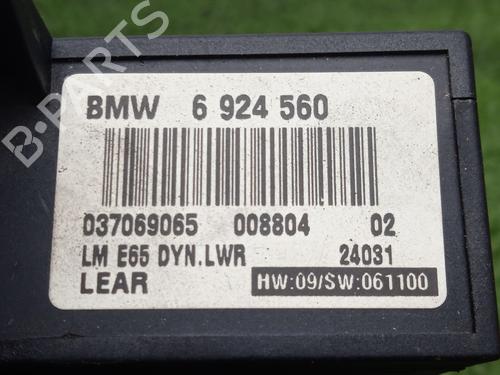 BMW 6 924 560
037069065 008804 02
LM E65 DYN.LWR 24031
LEAR HW:09/SW:061100
B-PARTS